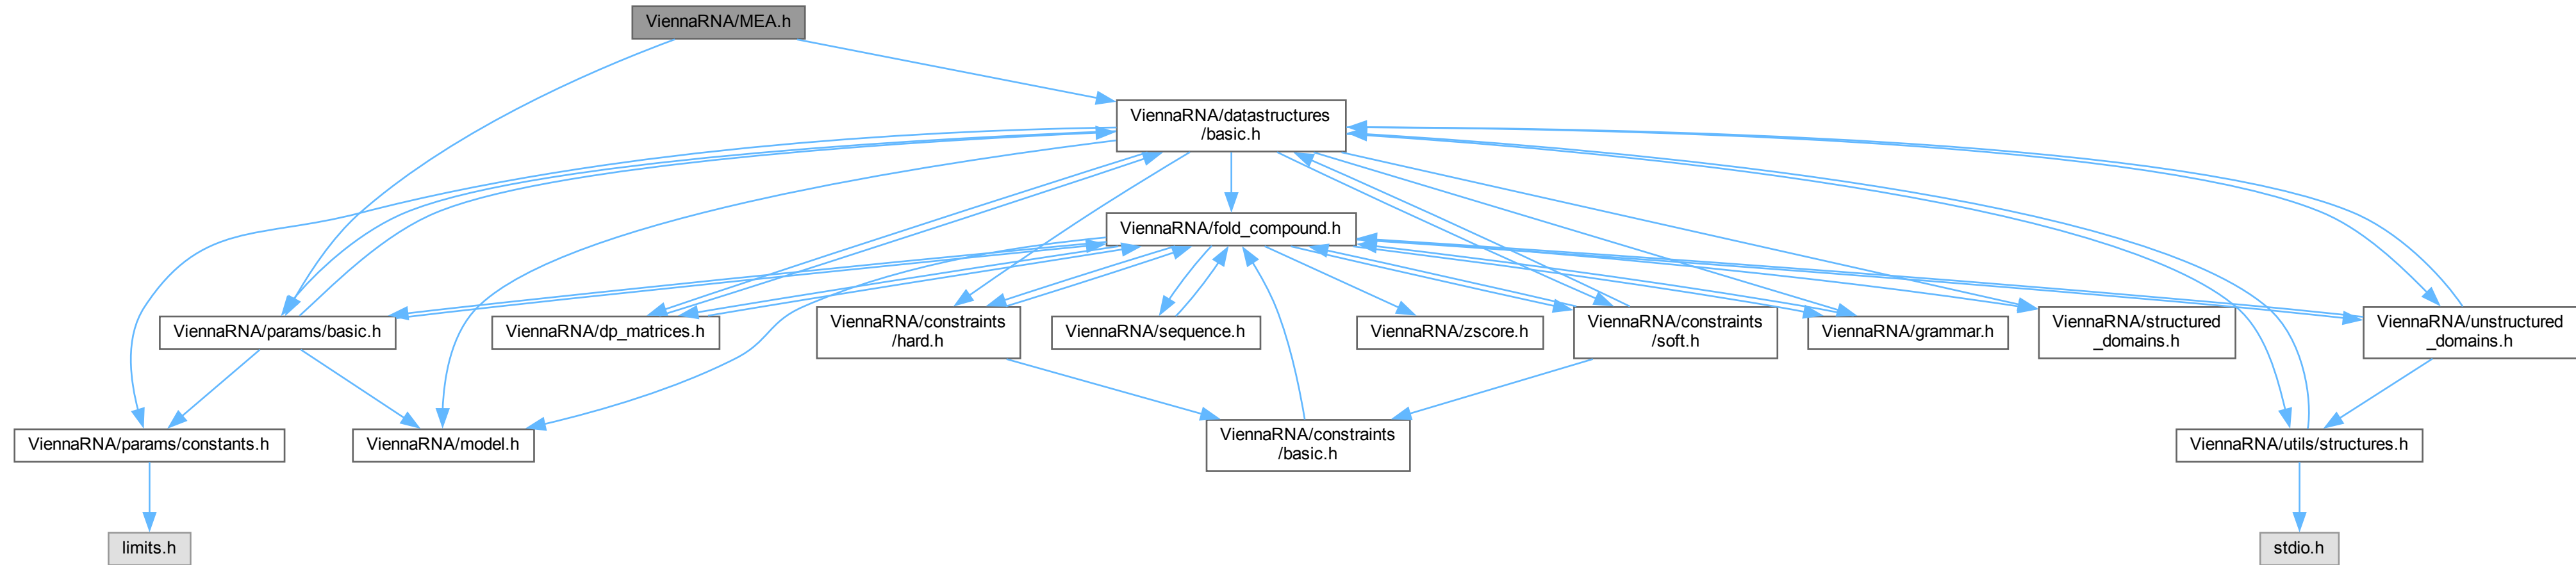 ViennaRNA/MEA.h
ViennaRNA/datastructures
/basic.h
ViennaRNA/fold_compound.h
ViennaRNA/params/basic.h
ViennaRNA/dp_matrices.h
ViennaRNA/constraints
/hard.h
ViennaRNA/sequence.h
ViennaRNA/zscore.h
ViennaRNA/constraints
/soft.h
ViennaRNA/grammar.h
ViennaRNA/structured
_domains.h
ViennaRNA/unstructured
_domains.h
ViennaRNA/params/constants.h
ViennaRNA/model.h
ViennaRNA/constraints
/basic.h
ViennaRNA/utils/structures.h
limits.h
stdio.h